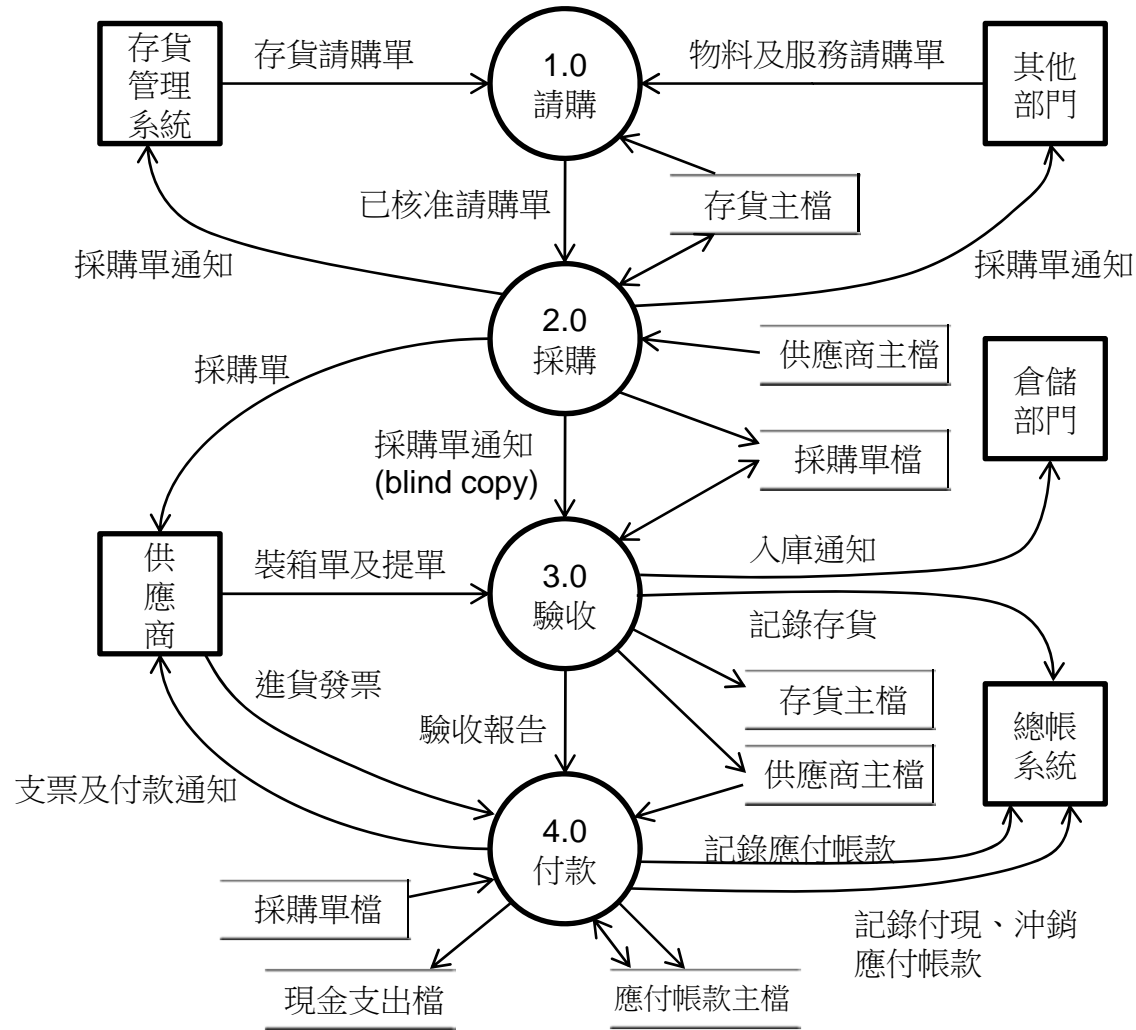 存貨
管理
系統
存貨請購單
1.0
請購
物料及服務請購單
其他
部門
已核准請購單
存貨主檔
採購單通知
採購單通知
2.0
採購
供應商主檔
採購單
倉儲
部門
採購單通知
(blind copy)
採購單檔
入庫通知
供
應
商
裝箱單及提單
3.0
驗收
記錄存貨
進貨發票
存貨主檔
驗收報告
總帳
系統
供應商主檔
支票及付款通知
4.0
付款
記錄應付帳款
採購單檔
記錄付現、沖銷
應付帳款
現金支出檔
應付帳款主檔